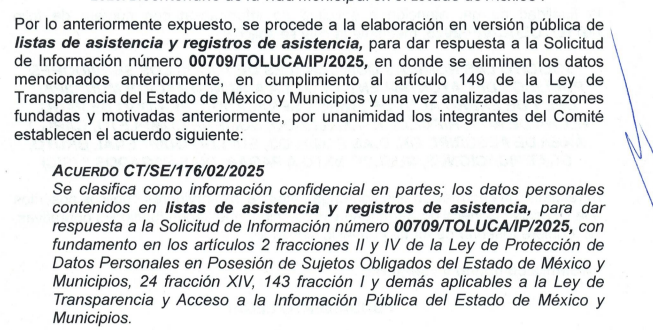 Por lo anteriormente expuesto, se procede a la elaboración en versión pública de
listas de asistencia y registros de asistencia, para dar respuesta a la Solicitud
de Información número 00709/TOLUCA/IP/2025, en donde se eliminen los datos
mencionados anteriormente, en cumplimiento al artículo 149 de la Ley de
Transparencia del Estado de México y Municipios y una vez analizadas las razones
fundadas y motivadas anteriormente, por unanimidad los integrantes del Comité
establecen el acuerdo siguiente:
ACUERDO CT/SE/176/02/2025
Se clasifica como información confidencial en partes; los datos personales
contenidos en listas de asistencia y registros de asistencia, para dar
respuesta a la Solicitud de Información número 00709/TOLUCA/IP/2025, con
fundamento en los artículos 2 fracciones II y IV de la Ley de Protección de
Datos Personales en Posesión de Sujetos Obligados del Estado de México y
Municipios, 24 fracción XIV, 143 fracción I y demás aplicables a la Ley de
Transparencia y Acceso a la Información Pública del Estado de México y
Municipios.